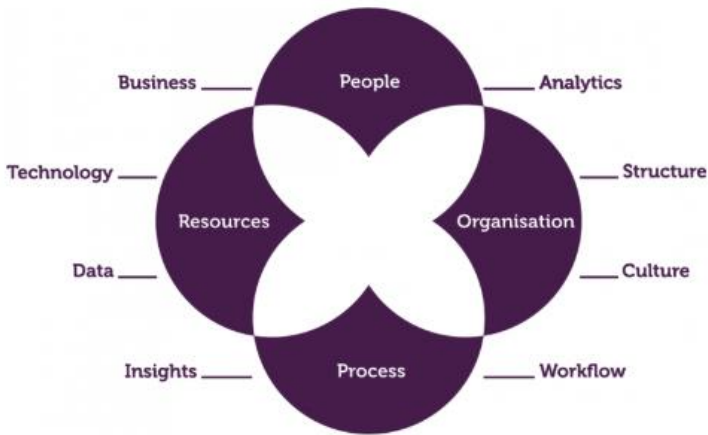 People
Business
Analytics
Technology
Structure
Resources
Organisation
Data
Culture
Insights
Process
Workflow